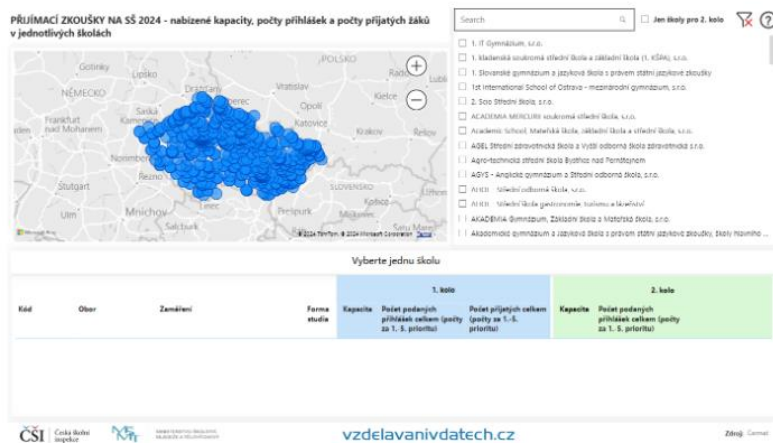 PŘIJÍMACÍ ZKOUŠKY NA SŠ 2024 - nabízené kapacity, počty přihlášek a počty přijatých žáků
v jednotlivých školách
POLSKO
Gotinky
Lipsko
NĚMECKO
Vratislav
Kielce
Opolí
Frankfurt
nad Mohanem
Saská
Katovice
Krakov
Norimberk
Řezno
Stuttgart
SLOVENSKO
Ulm
Mnichov
Linec
Prešpurk
Salcburk
© 2024 TomTom, © 2024 Microsoft Corporation
Search
Jen školy pro 2. kolo
1. IT Gymnázium, s.r.o.
1. kladenská soukromá střední škola a základní škola (1. KŠPA), s.r.o.
1. Slovanské gymnázium a jazyková škola s právem státní jazykové zkoušky
1st International School of Ostrava - mezinárodní gymnázium, s.r.o.
2. Scio Střední škola, s.r.o.
ACADEMIA MERCURII soukromá střední škola, s.r.o.
Academic School, Mateřská škola, základní škola a střední škola, s.r.o.
AGEL Střední zdravotnická škola a Vyšší odborná škola zdravotnická s.r.o.
Agro-technická střední škola Bystřice nad Pernštejnem
AGYS - Anglické gymnázium a Střední odborná škola, s.r.o.
AHOL - Střední odborná škola, s.r.o.
AHOL - Střední škola gastronomie, turismu a lázeňství
AKADEMIA Gymnázium, Základní škola a Mateřská škola, s.r.o.
Akademické gymnázium a Jazyková škola s právem státní jazykové zkoušky, školy hlavního ...
Vyberte jednu školu
1. kolo
2. kolo
Kód
Obor
Zaměření
Forma
studia
Kapacita
Počet podaných
přihlášek celkem (počty
za 1. 5. prioritu)
Počet přijatých celkem
(počty za 1.-5.
prioritu)
Kapacita
Počet podaných
přihlášek celkem (počty
za 1. 5. prioritu)
ČŠI Česká školní
inspekce
vzdelavanivdatech.cz
Zdroj: Cermat